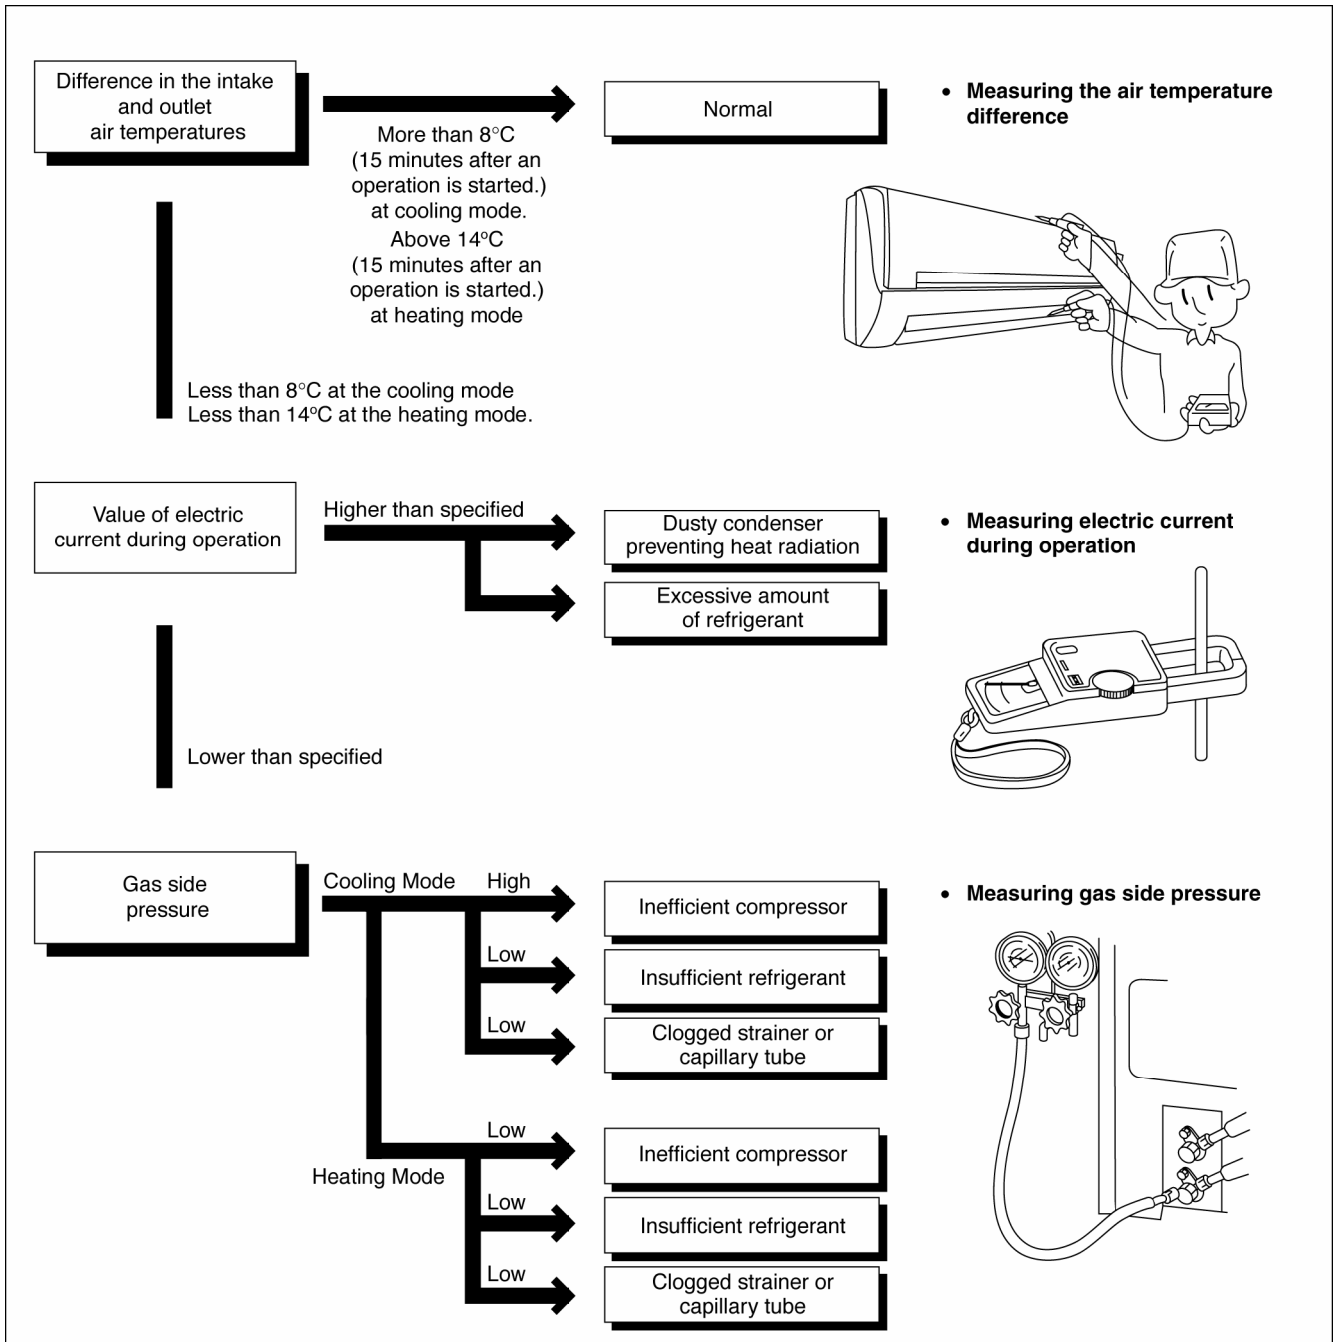 Difference in the intake
and outlet
air temperatures
More than 8°C
(15 minutes after an
operation is started.)
at cooling mode.
Above 14°C
(15 minutes after an
operation is started.)
at heating mode
Normal
• Measuring the air temperature
difference
Less than 8°C at the cooling mode
Less than 14°C at the heating mode.
Value of electric
current during operation
Higher than specified
Dusty condenser
preventing heat radiation
Excessive amount
of refrigerant
• Measuring electric current
during operation
Lower than specified
Gas side
pressure
Cooling Mode
High
Inefficient compressor
Low
Insufficient refrigerant
Low
Clogged strainer or
capillary tube
Heating Mode
Low
Inefficient compressor
Low
Insufficient refrigerant
Low
Clogged strainer or
capillary tube
• Measuring gas side pressure